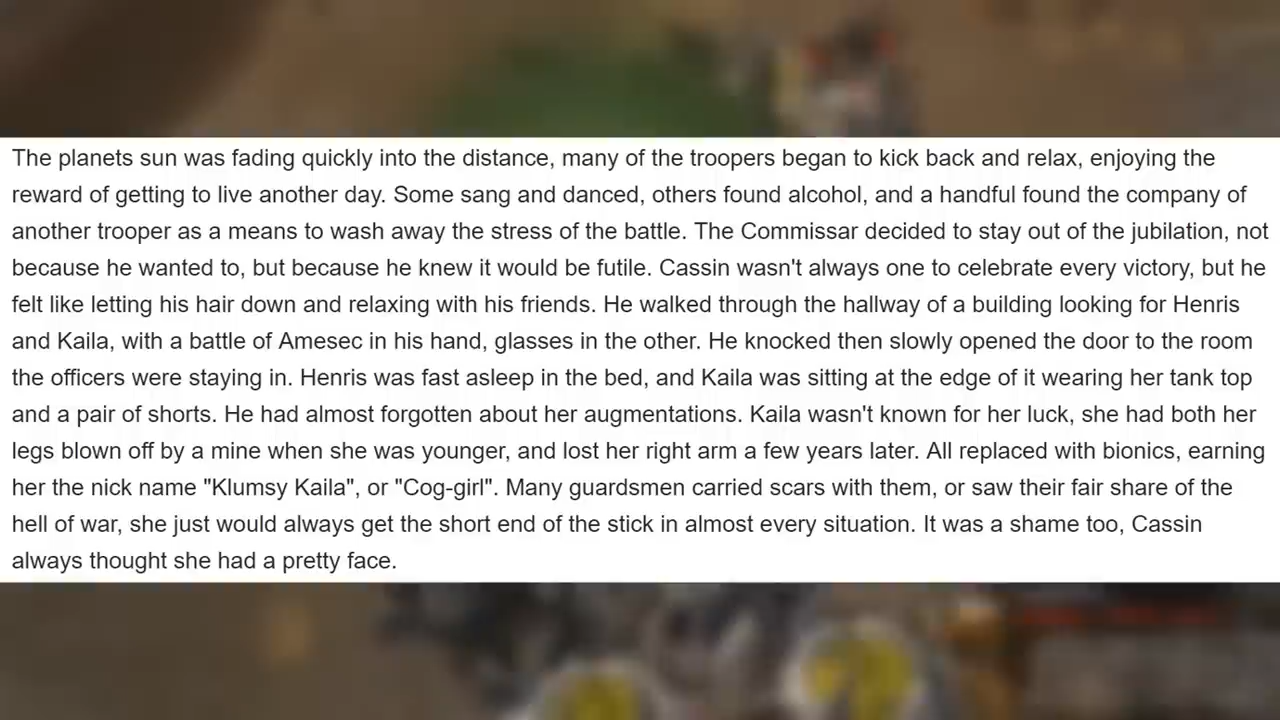 The planets sun was fading quickly into the distance, many of the troopers began to kick back and relax, enjoying the
reward of getting to live another day. Some sang and danced, others found alcohol, and a handful found the company of
another trooper as a means to wash away the stress of the battle. The Commissar decided to stay out of the jubilation, not
because he wanted to, but because he knew it would be futile. Cassin wasn't always one to celebrate every victory, but he
felt like letting his hair down and relaxing with his friends. He walked through the hallway of a building looking for Henris
and Kaila, with a battle of Amesec in his hand, glasses in the other. He knocked then slowly opened the door to the room
the officers were staying in. Henris was fast asleep in the bed, and Kaila was sitting at the edge of it wearing her tank top
and a pair of shorts. He had almost forgotten about her augmentations. Kaila wasn't known for her luck, she had both her
legs blown off by a mine when she was younger, and lost her right arm a few years later. All replaced with bionics, earning
her the nick name "Klumsy Kaila", or "Cog-girl". Many guardsmen carried scars with them, or saw their fair share of the
hell of war, she just would always get the short end of the stick in almost every situation. It was a shame too, Cassin
always thought she had a pretty face.